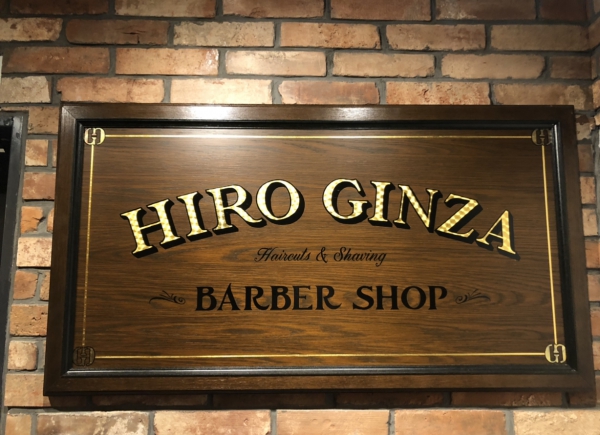 HIRO GINZA
Haircuts & Shaving
BARBER SHOP